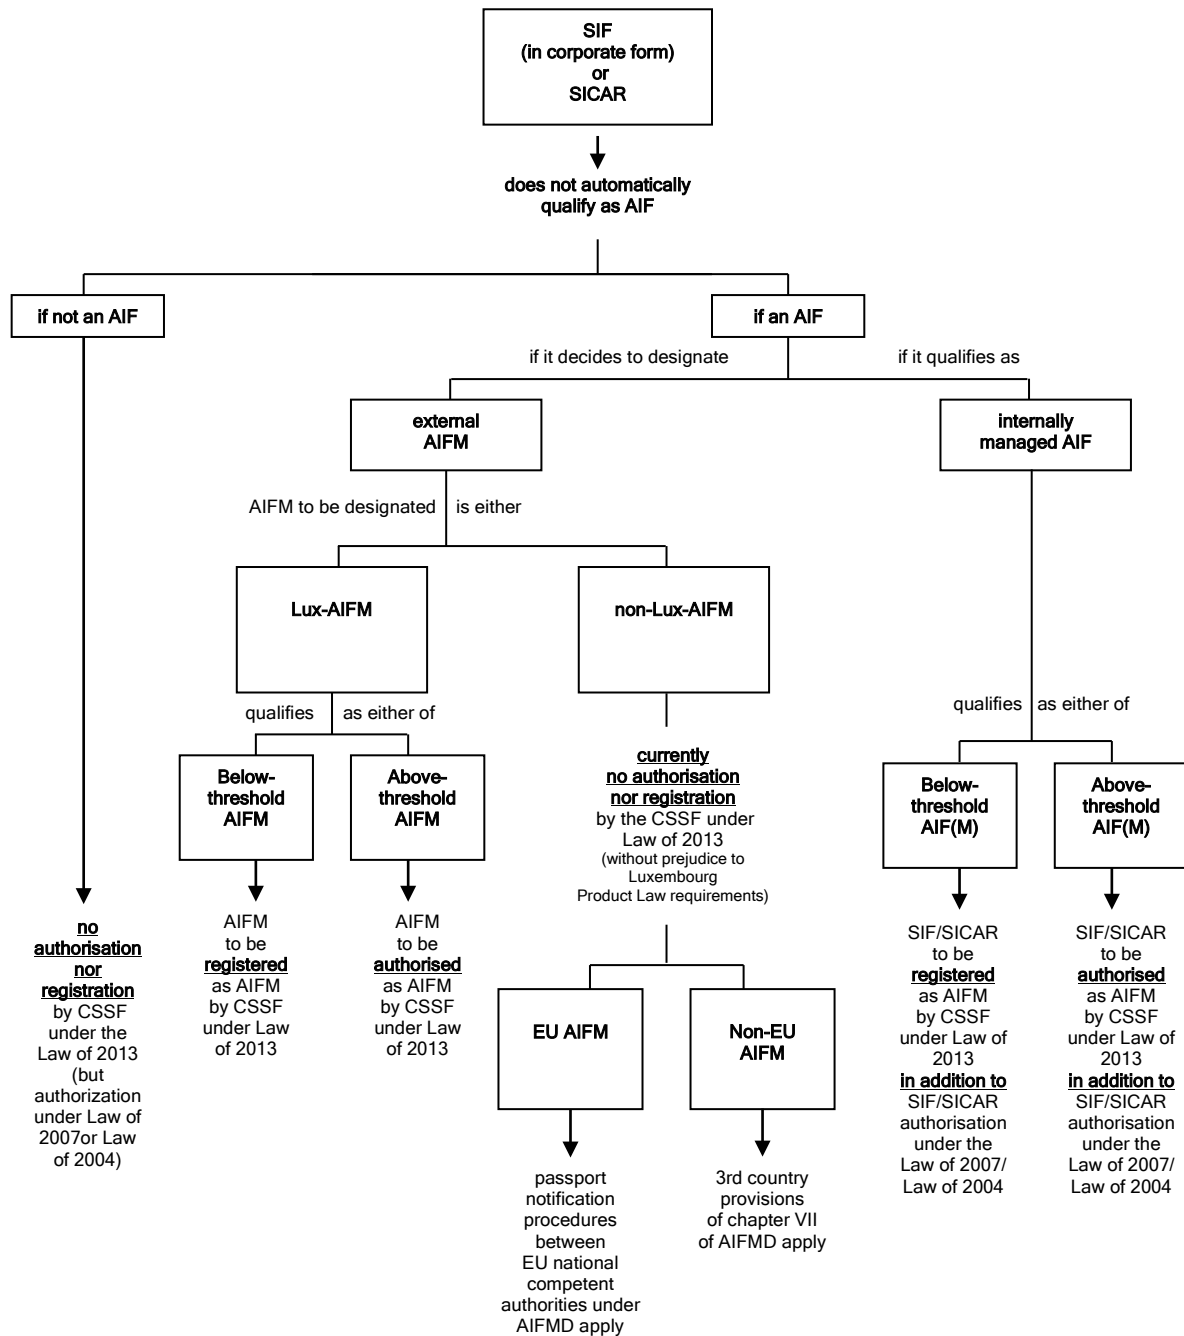 SIF
(in corporate form)
or
SICAR
does not automatically
qualify as AIF
if not an AIF
if an AIF
if it decides to designate
if it qualifies as
external
AIFM
internally
managed AIF
AIFM to be designated
is either
Lux-AIFM
non-Lux-AIFM
qualifies
as either of
qualifies
as either of
Below-
threshold
AIFM
Above-
threshold
AIFM
currently
no authorisation
nor registration
by the CSSF under
Law of 2013
(without prejudice to
Luxembourg
Product Law requirements)
Below-
threshold
AIF(M)
Above-
threshold
AIF(M)
no
authorisation
nor
registration
by CSSF
under the
Law of 2013
(but
authorization
under Law of
2007or Law
of 2004)
AIFM
to be
registered
as AIFM
by CSSF
under Law
of 2013
AIFM
to be
authorised
as AIFM
by CSSF
under Law
of 2013
EU AIFM
Non-EU
AIFM
passport
notification
procedures
between
EU national
competent
authorities under
AIFMD apply
3rd country
provisions
of chapter VII
of AIFMD apply
SIF/SICAR
to be
registered
as AIFM
by CSSF
under Law of
2013
in addition to
SIF/SICAR
authorisation
under the
Law of 2007/
Law of 2004
SIF/SICAR
to be
authorised
as AIFM
by CSSF
under Law of
2013
in addition to
SIF/SICAR
authorisation
under the
Law of 2007/
Law of 2004